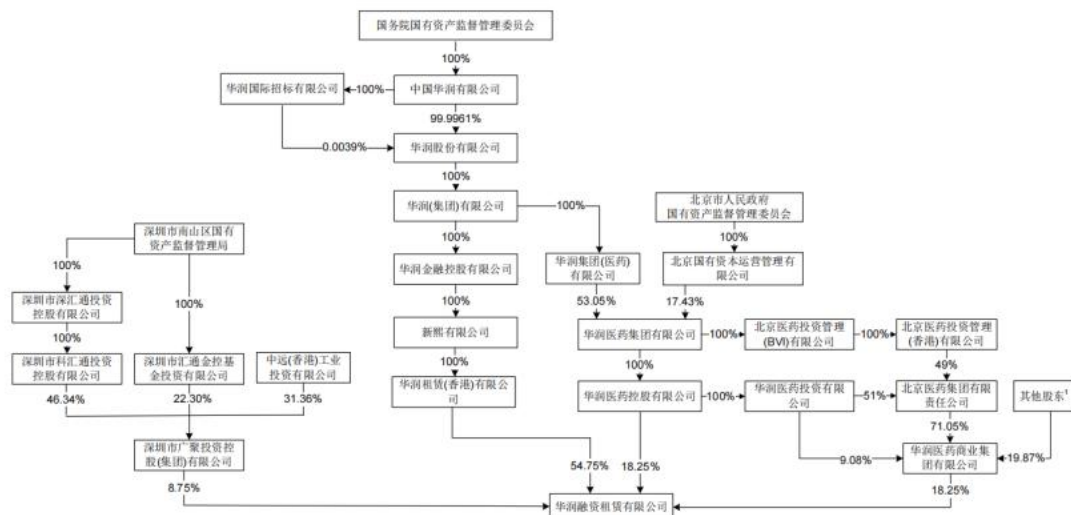 国务院国有资产监督管理委员会
100%
华润国际招标有限公司
100%
中国华润有限公司
99.9961%
0.0039%
华润股份有限公司
100%
华润(集团)有限公司
100%
北京市人民政府
国有资产监督管理委员会
深圳市南山区国有
资产监督管理局
100%
100%
100%
华润金融控股有限公司
华润集团(医药)
有限公司
北京国有资本运营管理有
限公司
100%
53.05%
17.43%
深圳市深汇通投资
控股有限公司
100%
新熙有限公司
华润医药集团有限公司
100%
北京医药投资管理
(BVI)有限公司
100%
北京医药投资管理
(香港)有限公司
100%
100%
100%
49%
深圳市科汇通投资
控股有限公司
深圳市汇通金控基
金投资有限公司
中远(香港)工业
投资有限公司
华润租赁(香港)有限公
司
华润医药控股有限公司
100%
华润医药投资有限
公司
51%
北京医药集团有限
责任公司
其他股东1
46.34%
22.30%
31.36%
71.05%
深圳市广聚投资控
股(集团)有限公司
54.75%
18.25%
9.08%
华润医药商业集
团有限公司
19.87%
8.75%
18.25%
华润融资租赁有限公司